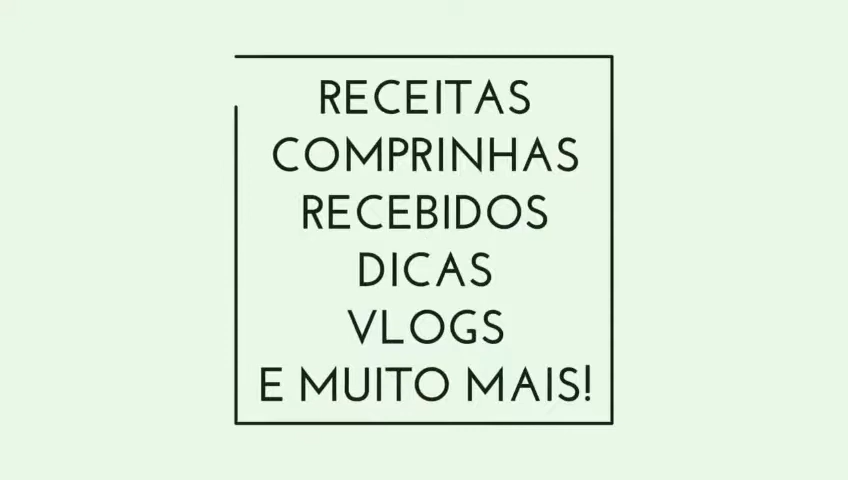 RECEITAS
COMPRINHAS
RECEBIDOS
DICAS
VLOGS
E MUITO MAIS!